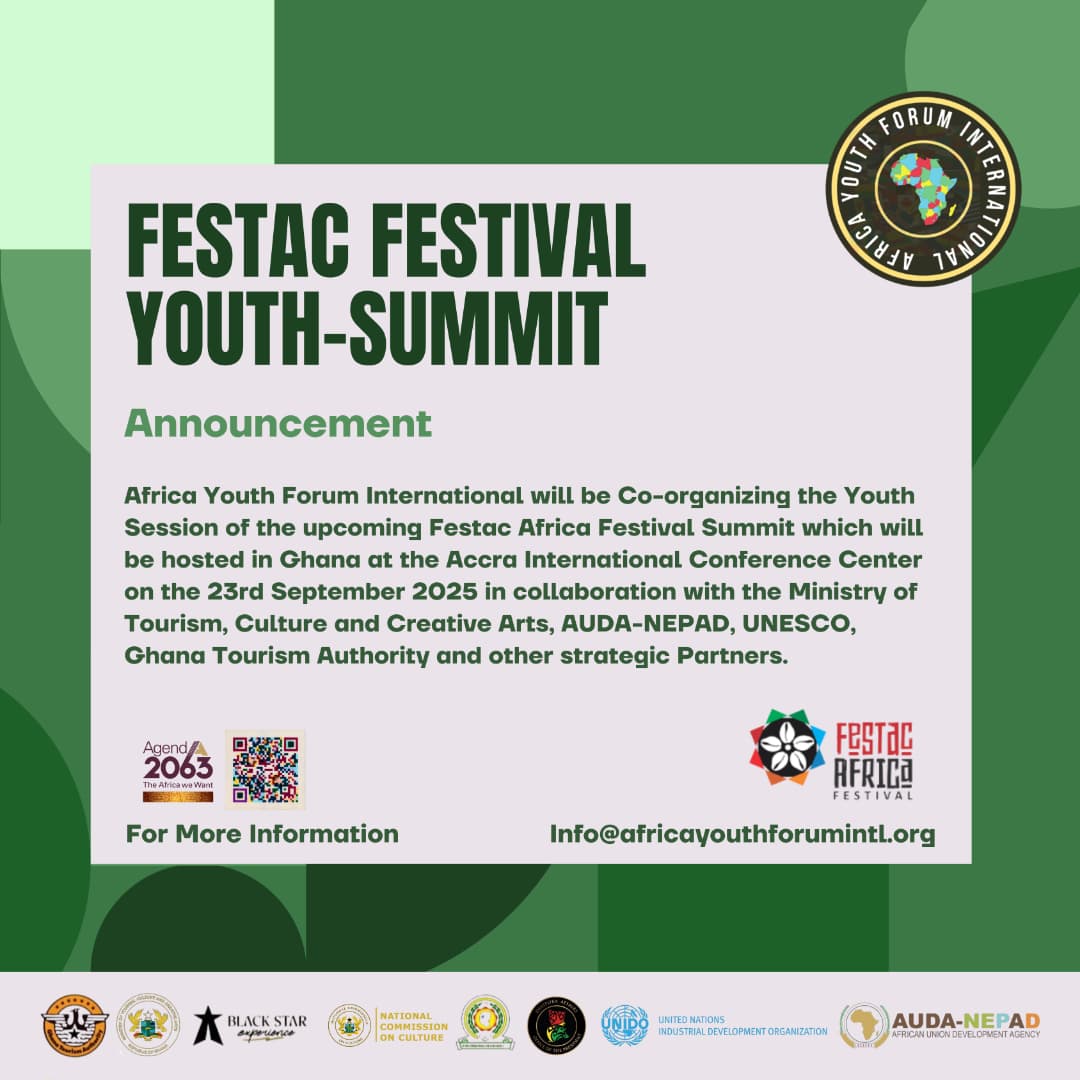 AFRICA YOUTH FORUM INTERNATIONAL
FESTAC FESTIVAL
YOUTH-SUMMIT
Announcement
Africa Youth Forum International will be Co-organizing the Youth
Session of the upcoming Festac Africa Festival Summit which will
be hosted in Ghana at the Accra International Conference Center
on the 23rd September 2025 in collaboration with the Ministry of
Tourism, Culture and Creative Arts, AUDA-NEPAD, UNESCO,
Ghana Tourism Authority and other strategic Partners.
Agenda
2063
The Africa we Want
FESTAC
AFRICA
FESTIVAL
For More Information
Info@africayouthforumintl.org
BLACK STAR
experience
NATIONAL
COMMISSION
ON CULTURE
UNIDO
UNITED NATIONS
INDUSTRIAL DEVELOPMENT ORGANIZATION
AUDA-NEPAD
AFRICAN UNION DEVELOPMENT AGENCY